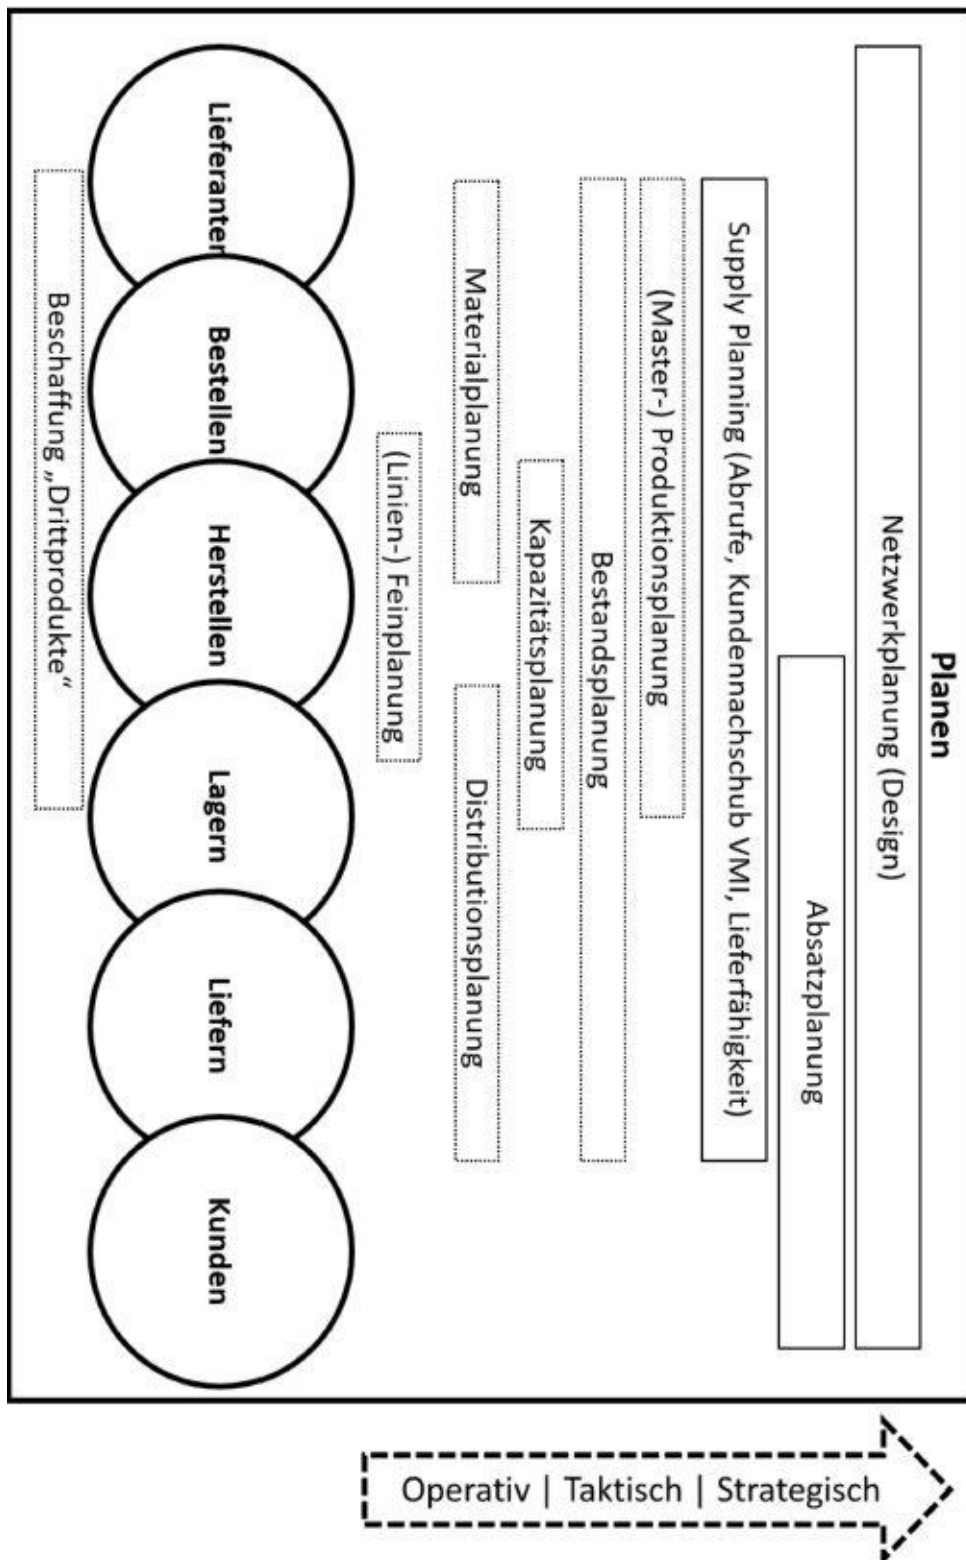 Planen
Netzwerkplanung (Design)
Absatzplanung
Supply Planning (Abrufe, Kundennachschub VMI, Lieferfähigkeit)
(Master-) Produktionsplanung
Bestandsplanung
Kapazitätsplanung
Materialplanung
Distributionsplanung
(Linien-) Feinplanung
Lieferanter
Bestellen
Herstellen
Lagern
Liefern
Kunden
Beschaffung „Drittprodukte“
Operativ | Taktisch | Strategisch